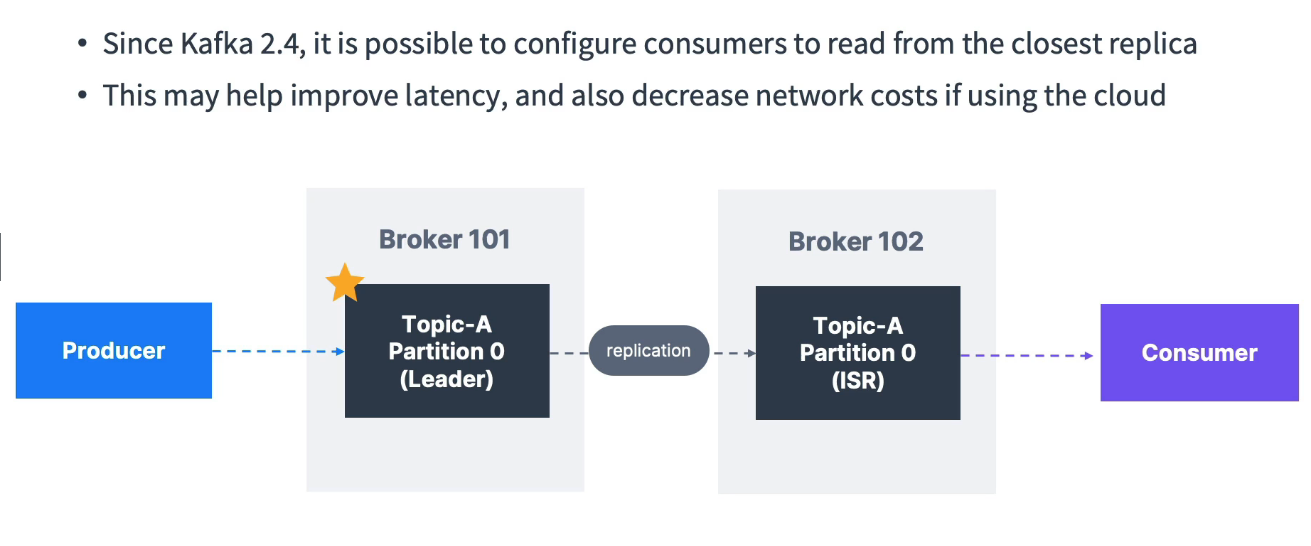 • Since Kafka 2.4, it is possible to configure consumers to read from the closest replica
• This may help improve latency, and also decrease network costs if using the cloud
Broker 101
Broker 102
Producer
Topic-A
Partition 0
(Leader)
replication
Topic-A
Partition 0
(ISR)
Consumer